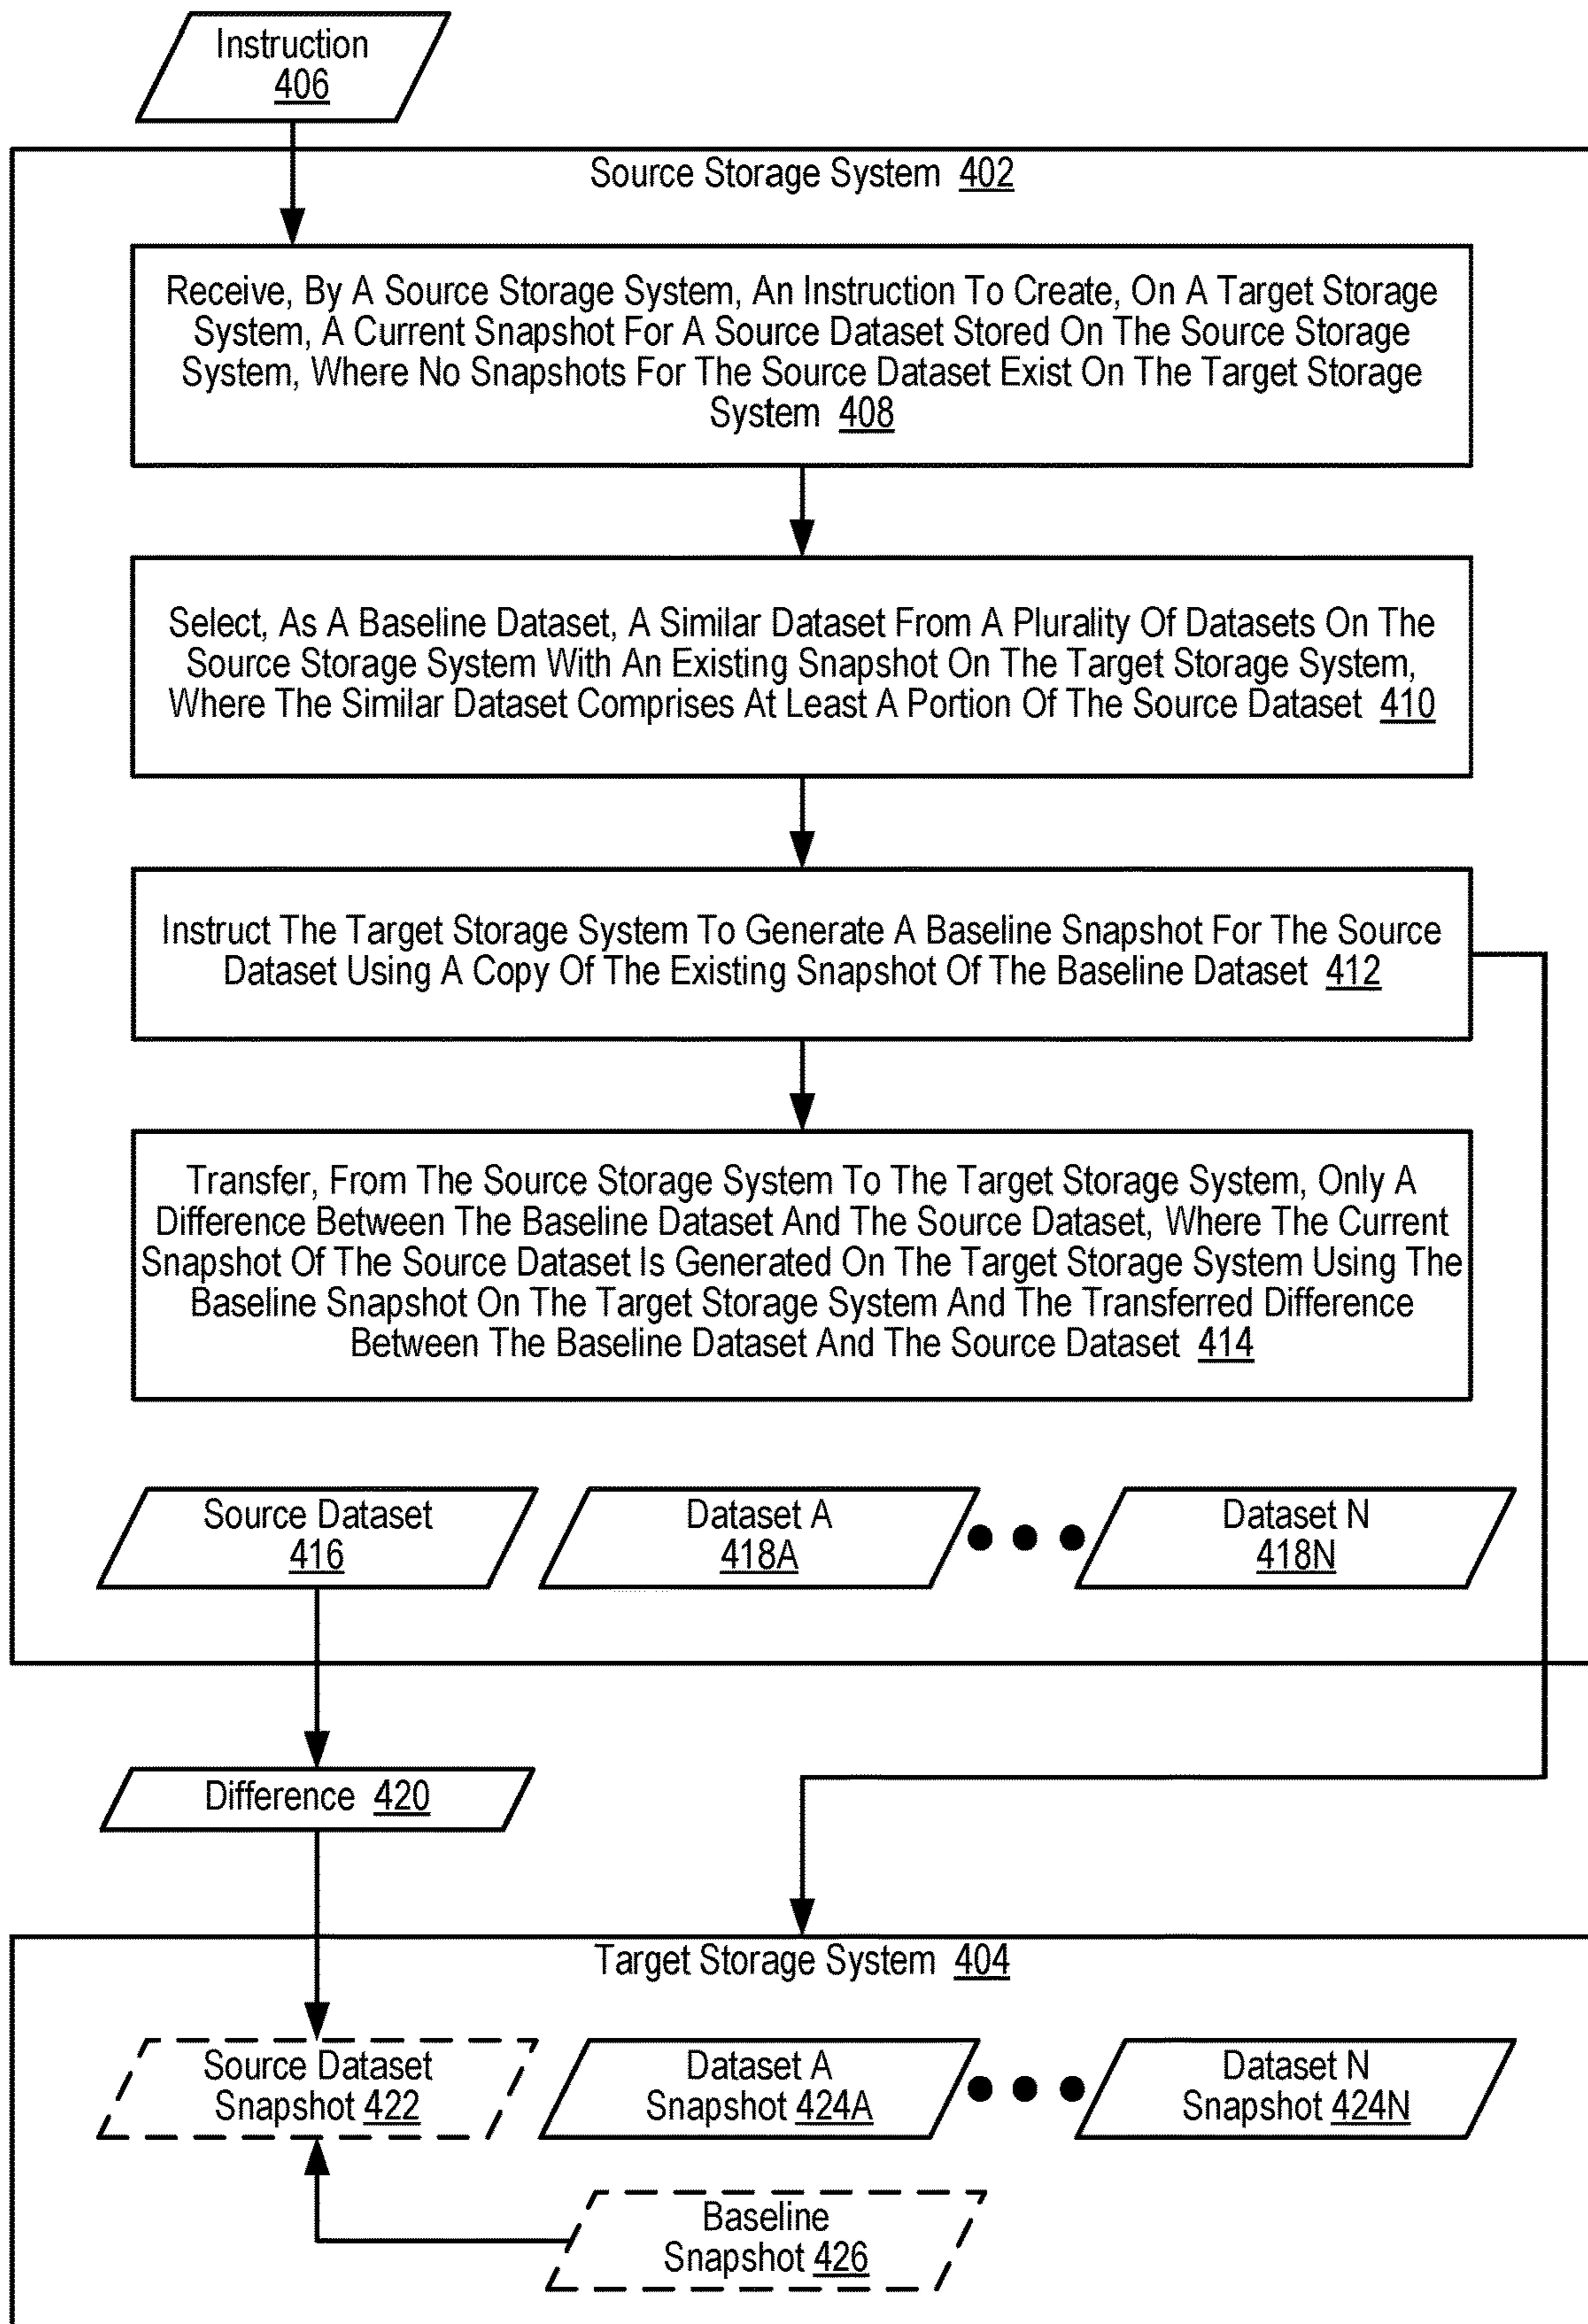 Instruction
406
Source Storage System 402
Receive, By A Source Storage System, An Instruction To Create, On A Target Storage
System, A Current Snapshot For A Source Dataset Stored On The Source Storage
System, Where No Snapshots For The Source Dataset Exist On The Target Storage
System 408
Select, As A Baseline Dataset, A Similar Dataset From A Plurality Of Datasets On The
Source Storage System With An Existing Snapshot On The Target Storage System,
Where The Similar Dataset Comprises At Least A Portion Of The Source Dataset 410
Instruct The Target Storage System To Generate A Baseline Snapshot For The Source
Dataset Using A Copy Of The Existing Snapshot Of The Baseline Dataset 412
Transfer, From The Source Storage System To The Target Storage System, Only A
Difference Between The Baseline Dataset And The Source Dataset, Where The Current
Snapshot Of The Source Dataset Is Generated On The Target Storage System Using The
Baseline Snapshot On The Target Storage System And The Transferred Difference
Between The Baseline Dataset And The Source Dataset 414
Source Dataset
416
Dataset A
418A
Dataset N
418N
Difference 420
Target Storage System 404
Source Dataset
Snapshot 422
Dataset A
Snapshot 424A
Dataset N
Snapshot 424N
Baseline
Snapshot 426